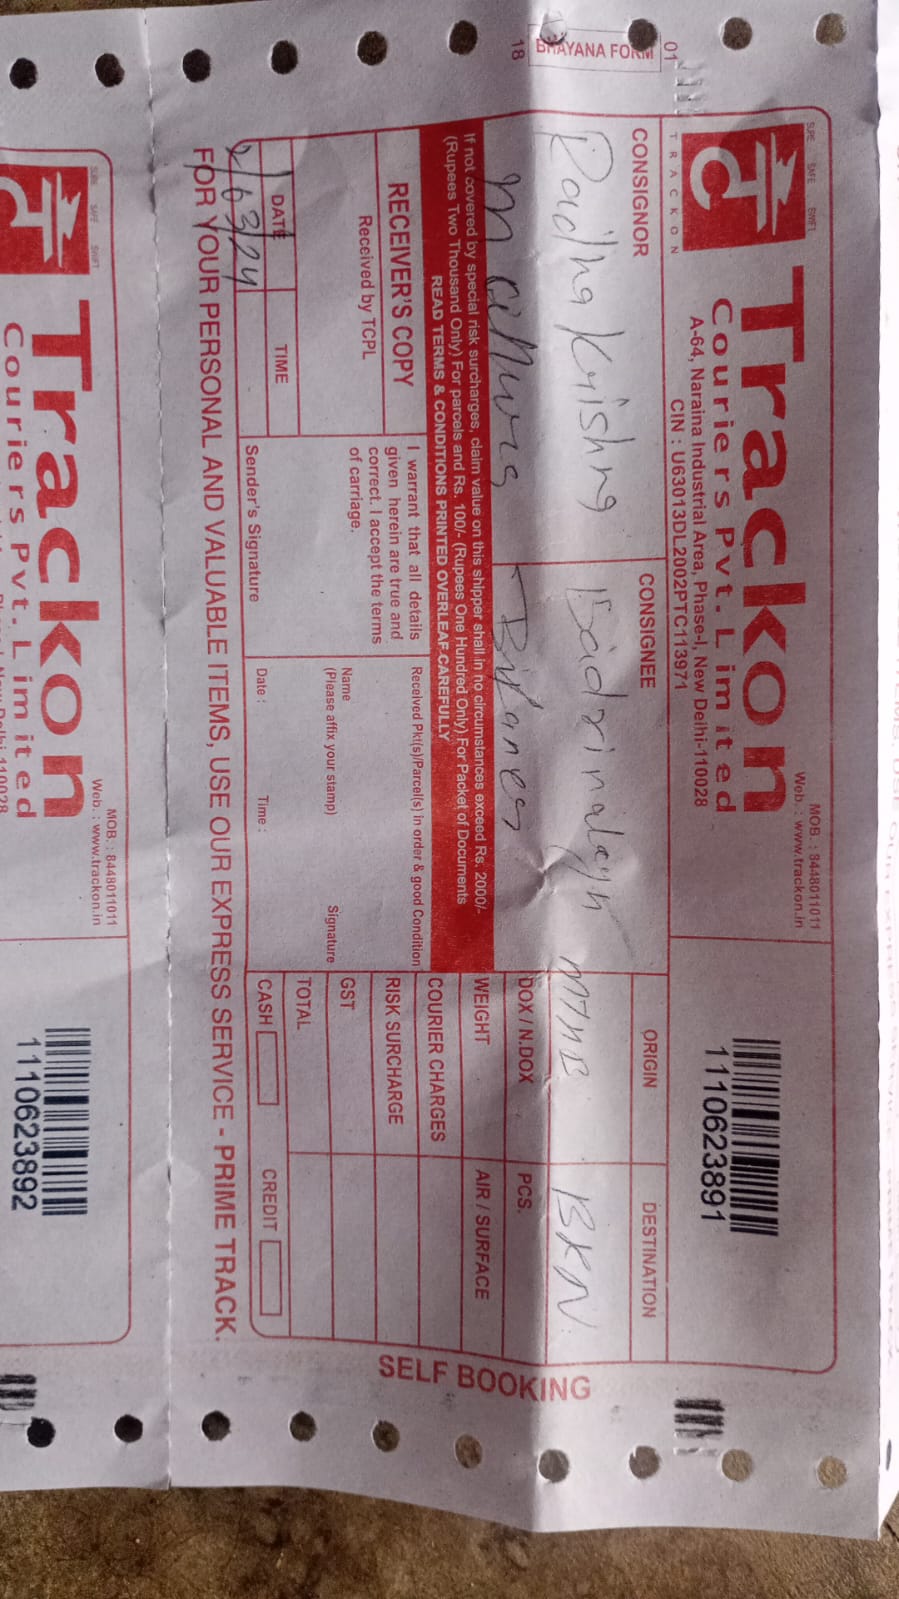 BHAYANA FORM
18
01
SURE SAFE SWIFT
TRACKON
Trackon
Couriers Pvt. Limited
A-64, Naraina Industrial Area, Phase-I, New Delhi-110028
CIN : U63013DL2002PTC113971
MOB. : 8448011011
Web. : www.trackon.in
1110623891
CONSIGNOR
CONSIGNEE
ORIGIN
DESTINATION
Radha Krishna
BKN
- Bikaner
DOX / N.DOX
PCS.
If not covered by special risk surcharges, claim value on this shipper shall in no circumstances exceed Rs. 2000/-
(Rupees Two Thousand Only) For parcels and Rs. 100/- (Rupees One Hundred Only) For Packet of Documents
READ TERMS & CONDITIONS PRINTED OVERLEAF CAREFULLY
WEIGHT
AIR / SURFACE
COURIER CHARGES
RISK SURCHARGE
GST
TOTAL
CASH
CREDIT
RECEIVER'S COPY
Received by TCPL
DATE
TIME
/03/24
I warrant that all details
given herein are true and
correct. I accept the terms
of carriage.
Sender's Signature
Received Pkt(s)/Parcel(s) in order & good Condition
Name
(Please affix your stamp)
Signature
Date :
Time :
FOR YOUR PERSONAL AND VALUABLE ITEMS, USE OUR EXPRESS SERVICE - PRIME TRACK.
SELF BOOKING
SURE SAFE SWIFT
Trackon
Couriers Pvt. Limited
MOB. : 8448011011
Web. : www.trackon.in
1110623892